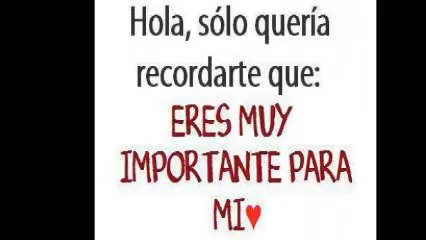 Hola, sólo quería
recordarte que:
ERES MUY
IMPORTANTE PARA
MI♥